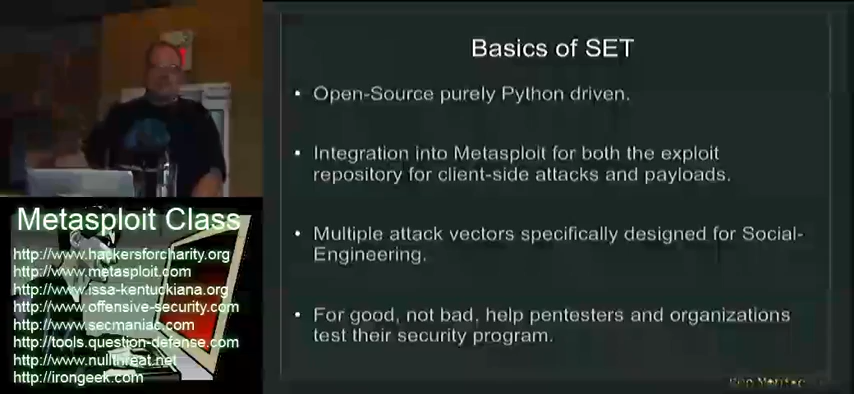 Basics of SET
• Open-Source purely Python driven.
• Integration into Metasploit for both the exploit
repository for client-side attacks and payloads.
• Multiple attack vectors specifically designed for Social-
Engineering.
• For good, not bad, help pentesters and organizations
test their security program.
Metasploit Class
http://www.hackersforcharity.org
http://www.metasploit.com
http://www.issa-kentuckiana.org
http://www.offensive-security.com
http://www.secmaniac.com
http://tools.question-defense.com
http://www.nullthreat.net
http://irongeek.com